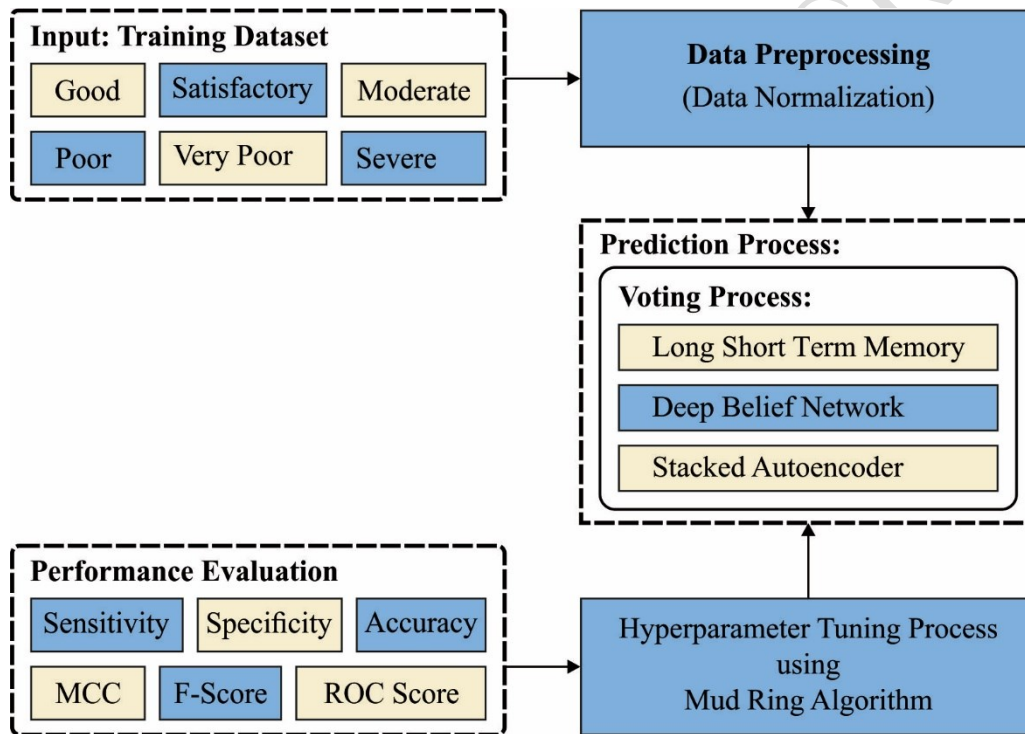 Input: Training Dataset
Good
Satisfactory
Moderate
Poor
Very Poor
Severe
Data Preprocessing
(Data Normalization)
Prediction Process:
Voting Process:
Long Short Term Memory
Deep Belief Network
Stacked Autoencoder
Performance Evaluation
Sensitivity
Specificity
Accuracy
MCC
F-Score
ROC Score
Hyperparameter Tuning Process
using
Mud Ring Algorithm